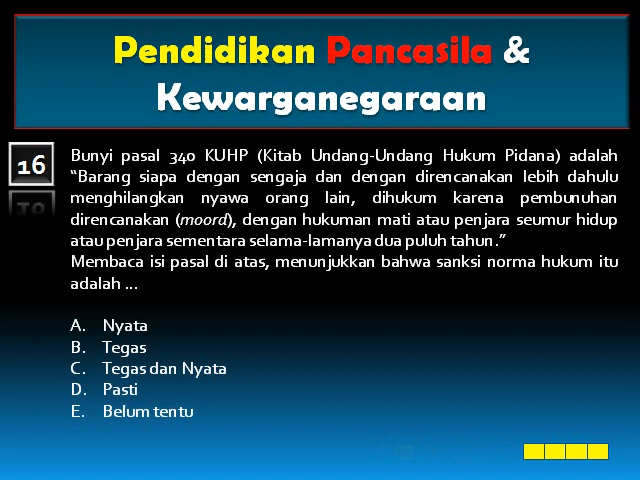 Pendidikan Pancasila &
Kewarganegaraan
16
Bunyi pasal 340 KUHP (Kitab Undang-Undang Hukum Pidana) adalah
“Barang siapa dengan sengaja dan dengan direncanakan lebih dahulu
menghilangkan nyawa orang lain, dihukum karena pembunuhan
direncanakan (moord), dengan hukuman mati atau penjara seumur hidup
atau penjara sementara selama-lamanya dua puluh tahun.”
Membaca isi pasal di atas, menunjukkan bahwa sanksi norma hukum itu
adalah ...
A. Nyata
B. Tegas
C. Tegas dan Nyata
D. Pasti
E. Belum tentu